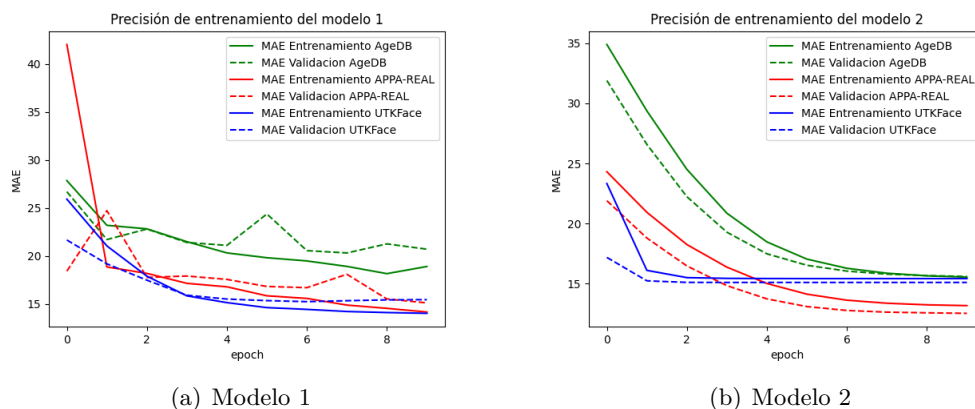 Precisión de entrenamiento del modelo 1
MAE
40
35
30
25
20
15
MAE Entrenamiento AgeDB
MAE Validacion AgeDB
MAE Entrenamiento APPA-REAL
MAE Validacion APPA-REAL
MAE Entrenamiento UTKFace
MAE Validacion UTKFace
0 2 4 6 8
epoch
(a) Modelo 1
Precisión de entrenamiento del modelo 2
MAE
35
30
25
20
15
MAE Entrenamiento AgeDB
MAE Validacion AgeDB
MAE Entrenamiento APPA-REAL
MAE Validacion APPA-REAL
MAE Entrenamiento UTKFace
MAE Validacion UTKFace
0 2 4 6 8
epoch
(b) Modelo 2